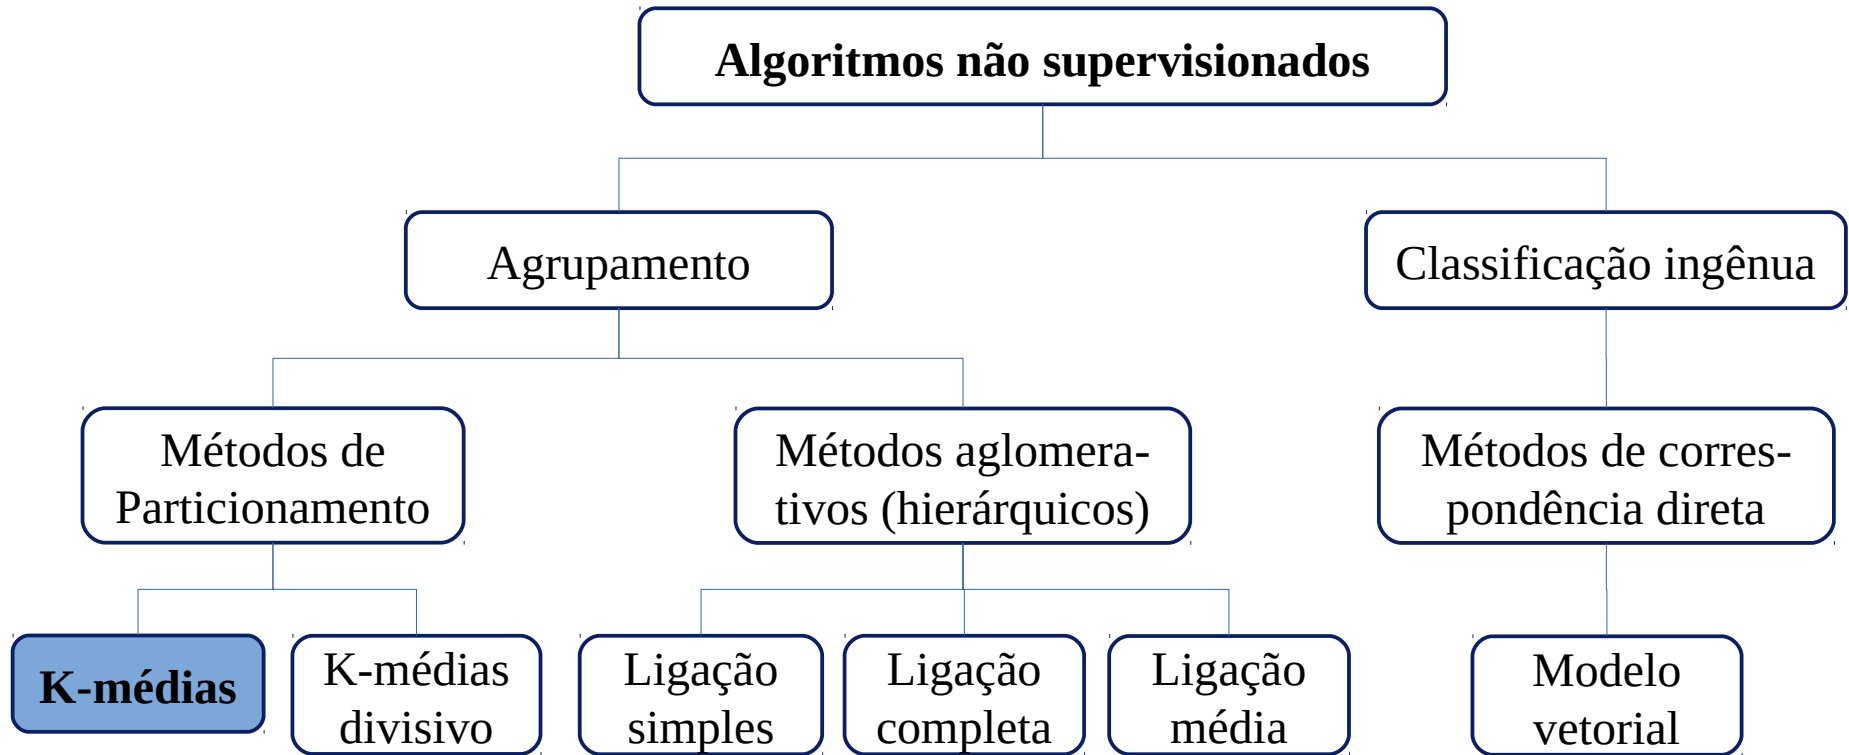 Algoritmos não supervisionados
Agrupamento
Classificação ingênua
Métodos de
Particionamento
Métodos aglomera-
tivos (hierárquicos)
Métodos de corres-
pondência direta
K-médias
K-médias
divisivo
Ligação
simples
Ligação
completa
Ligação
média
Modelo
vetorial